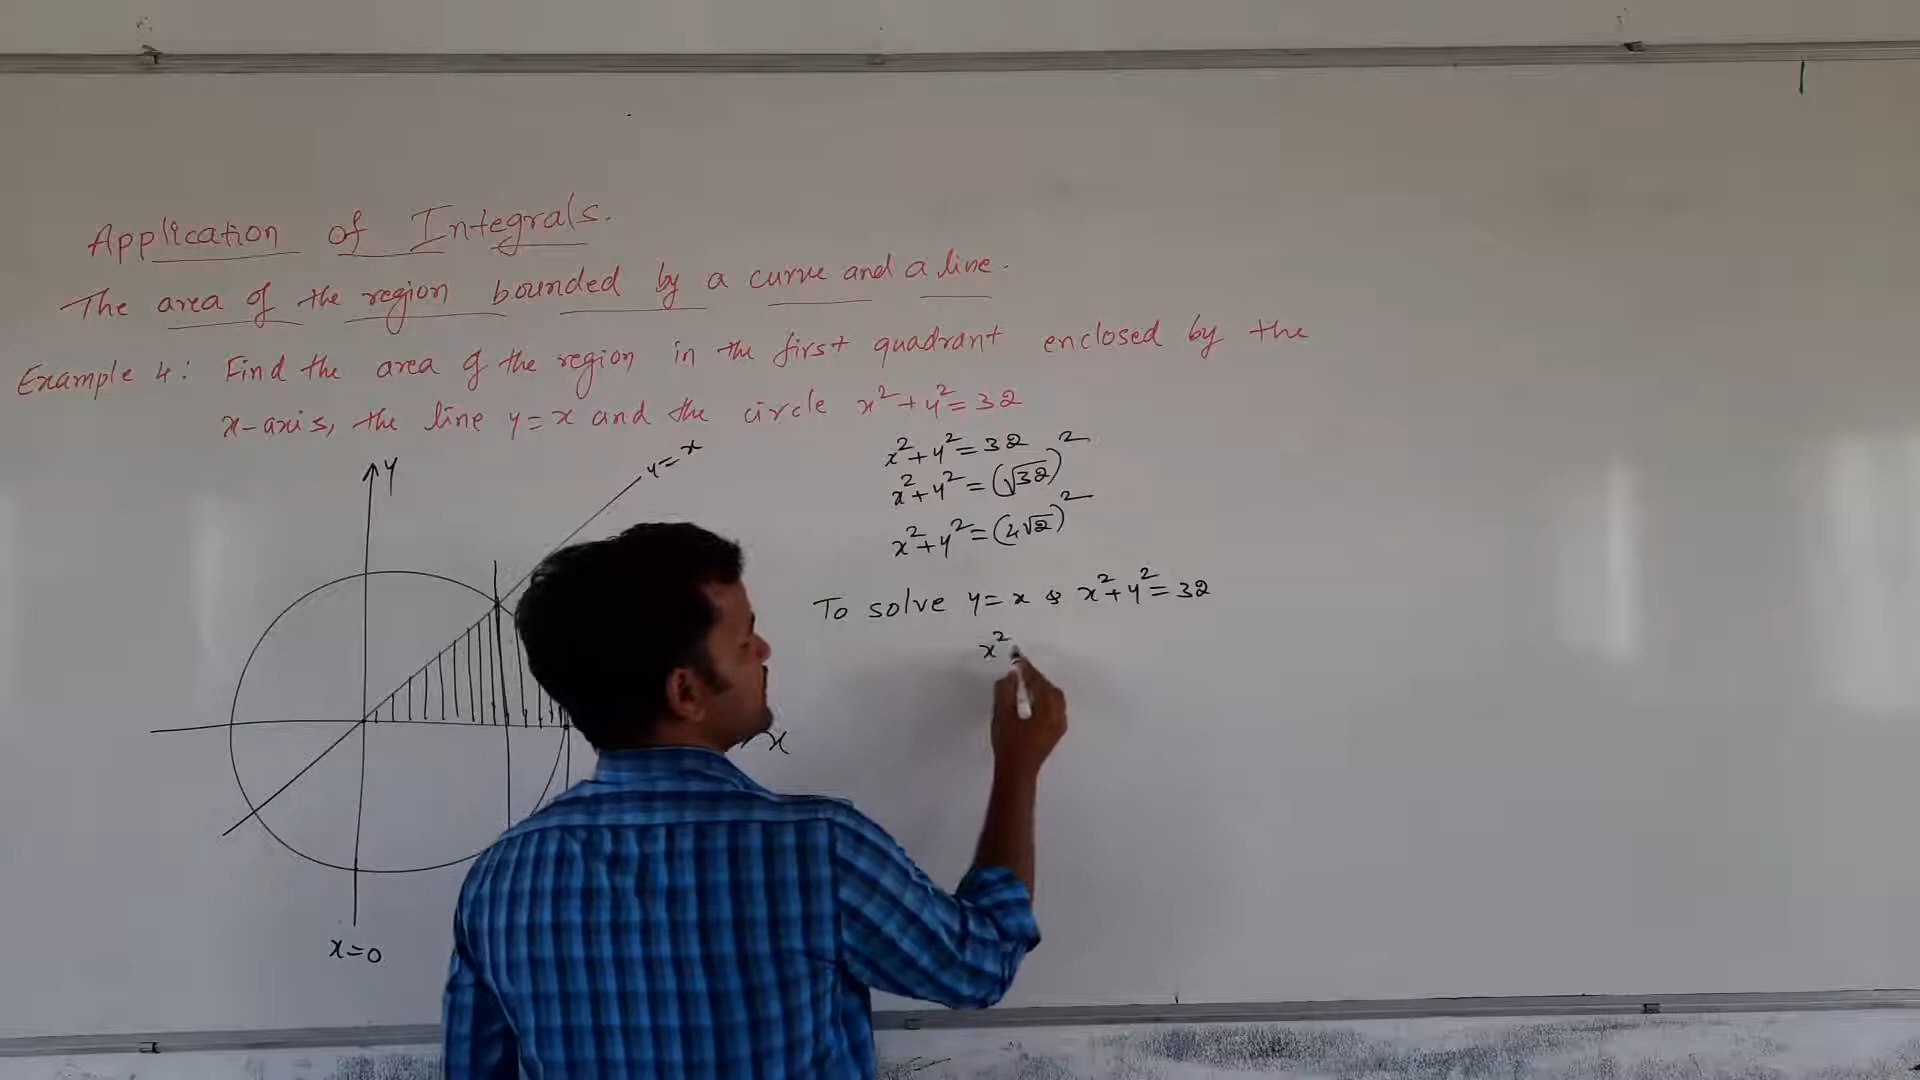 Application of Integrals.
The area of the region bounded by a curve and a line.
Example 4: Find the area of the region in the first quadrant enclosed by the
x-axis, the line y=x and the circle x²+y²=32
Y
y=x
x
x=0
x²+y²=32
x²+y²=(√32)²
x²+y²=(4√2)²
To solve y=x & x²+y²=32
x²